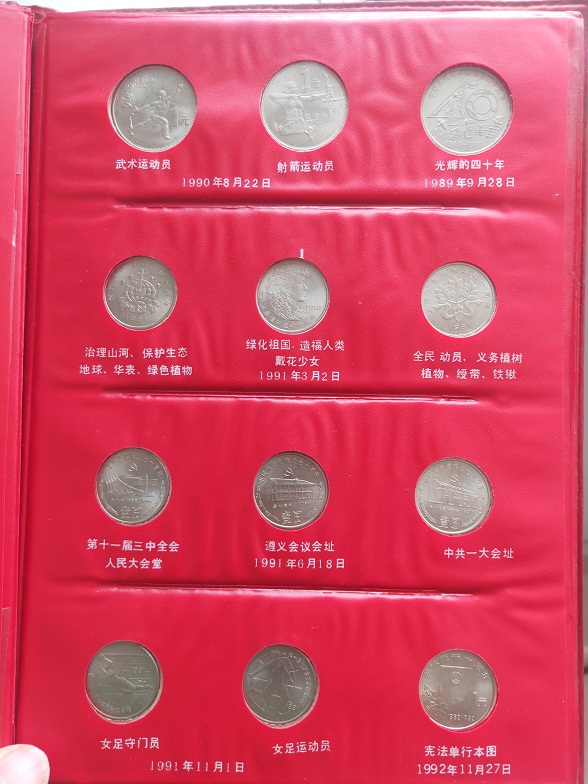 武术运动员
射箭运动员
光辉的四十年
1990年8月22日
1989年9月28日
治理山河、保护生态
地球、华表、绿色植物
绿化祖国、造福人类
戴花少女
1991年3月2日
全民动员、义务植树
植物、绶带、铁锹
第十一届三中全会
人民大会堂
遵义会议会址
1991年6月18日
中共一大会址
女足守门员
女足运动员
1991年11月1日
宪法单行本图
1992年11月27日